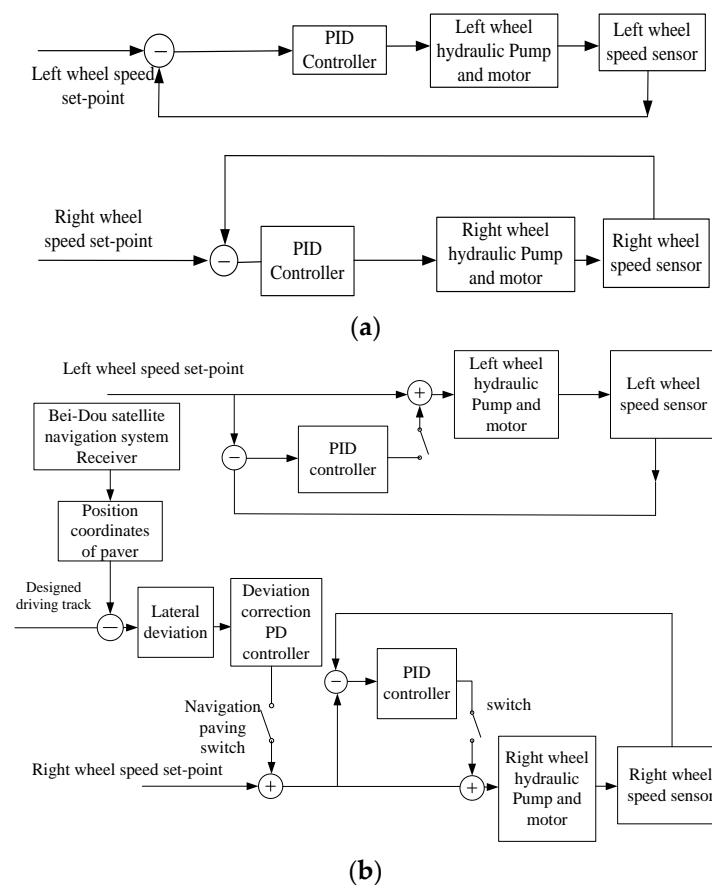 Left wheel speed
set-point
−
PID
Controller
Left wheel
hydraulic Pump
and motor
Left wheel
speed sensor
Right wheel
speed set-point
−
PID
Controller
Right wheel
hydraulic Pump
and motor
Right wheel
speed sensor
(a)
Left wheel speed set-point
+
Left wheel
hydraulic
Pump and
motor
Left wheel
speed sensor
−
PID
controller
Bei-Dou satellite
navigation system
Receiver
Position
coordinates
of paver
Designed
driving track
−
Lateral
deviation
Deviation
correction
PD
controller
Navigation
paving
switch
−
PID
controller
switch
Right wheel speed set-point
+
+
Right wheel
hydraulic
Pump and
motor
Right wheel
speed sensor
(b)